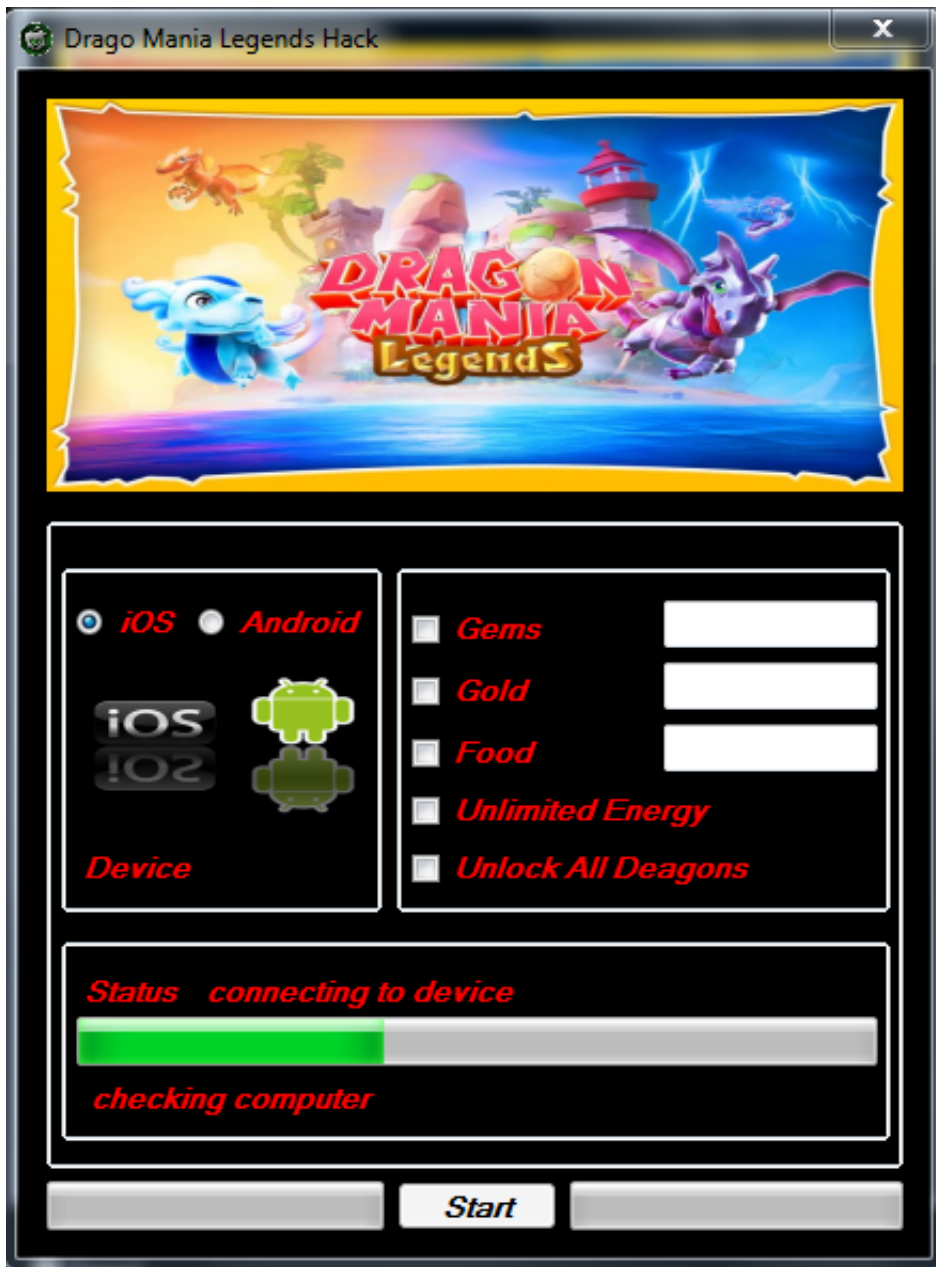 Drago Mania Legends Hack
x
DRAGON
MANIA
Legends
iOS Android
Gems
Gold
iOS
iOS
Food
Unlimited Energy
Device
Unlock All Deagons
Status connecting to device
checking computer
Start